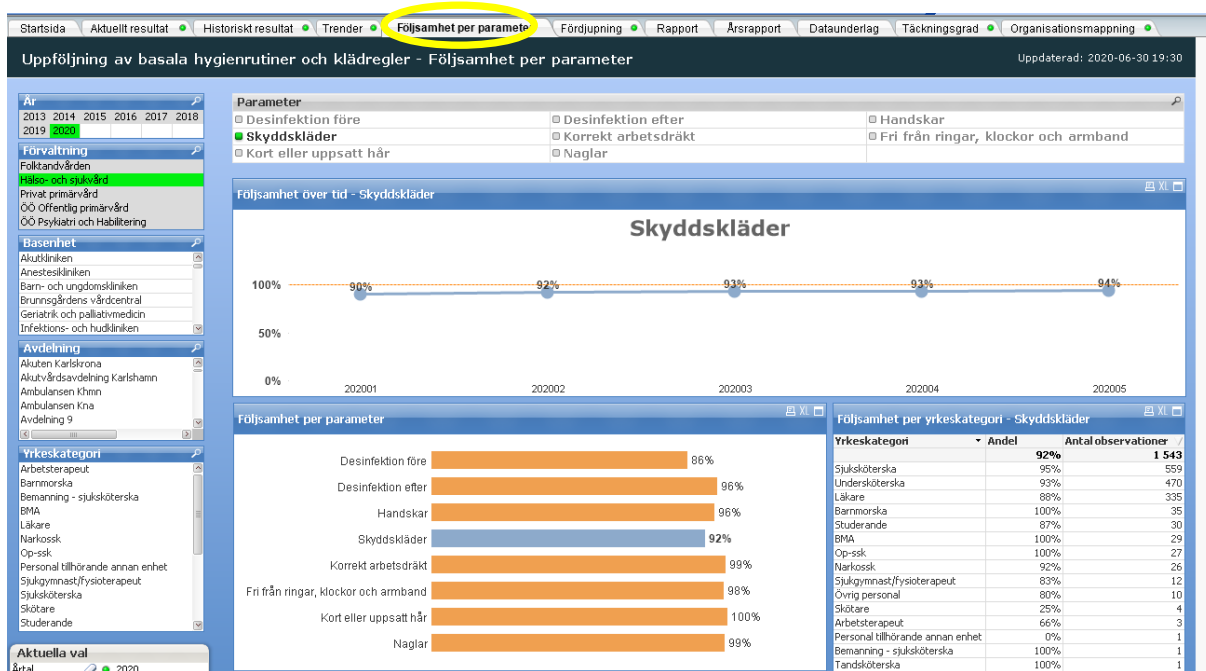 Startsida Aktuellt resultat Historiskt resultat Trender Följsamhet per parameter Fördjupning Rapport Årsrapport Dataunderlag Täckningsgrad Organisationsmappning
Uppföljning av basala hygienrutiner och klädregler - Följsamhet per parameter
Uppdaterad: 2020-06-30 19:30
År
2013 2014 2015 2016 2017 2018
2019 2020
Förvaltning
Folktandvården
Hälso- och sjukvård
Privat primärvård
ÖÖ Offentlig primärvård
ÖÖ Psykiatri och Habilitering
Basenhet
Akutkliniken
Anestesikliniken
Barn- och ungdomskliniken
Brunnsgårdens vårdcentral
Geriatrik och palliativmedicin
Infektions- och hudkliniken
Avdelning
Akuten Karlskrona
Akutvårdsavdelning Karlshamn
Ambulansen Khmn
Ambulansen Kna
Avdelning 9
Yrkeskategori
Arbetsterapeut
Barnmorska
Bemanning - sjuksköterska
BMA
Läkare
Narkossk
Op-ssk
Personal tillhörande annan enhet
Sjukgymnast/fysioterapeut
Sjuksköterska
Skötare
Studerande
Aktuella val
Årtal 2020
Parameter
Desinfektion före Desinfektion efter Handskar
Skyddskläder Korrekt arbetsdräkt Fri från ringar, klockor och armband
Kort eller uppsatt hår Naglar
Följsamhet över tid - Skyddskläder
XL
Skyddskläder
100% 90% 92% 93% 93% 94%
50%
0%
202001 202002 202003 202004 202005
Följsamhet per parameter
XL
Desinfektion före 86%
Desinfektion efter 96%
Handskar 96%
Skyddskläder 92%
Korrekt arbetsdräkt 99%
Fri från ringar, klockor och armband 98%
Kort eller uppsatt hår 100%
Naglar 99%
Följsamhet per yrkeskategori - Skyddskläder
XL
Yrkeskategori Andel Antal observationer
92% 1 543
Sjuksköterska 95% 559
Undersköterska 93% 470
Läkare 88% 335
Barnmorska 100% 35
Studerande 87% 30
BMA 100% 29
Op-ssk 100% 27
Narkossk 92% 26
Sjukgymnast/fysioterapeut 83% 12
Övrig personal 80% 10
Skötare 25% 4
Arbetsterapeut 66% 3
Personal tillhörande annan enhet 0% 1
Bemanning - sjuksköterska 100% 1
Tandsköterska 100% 1